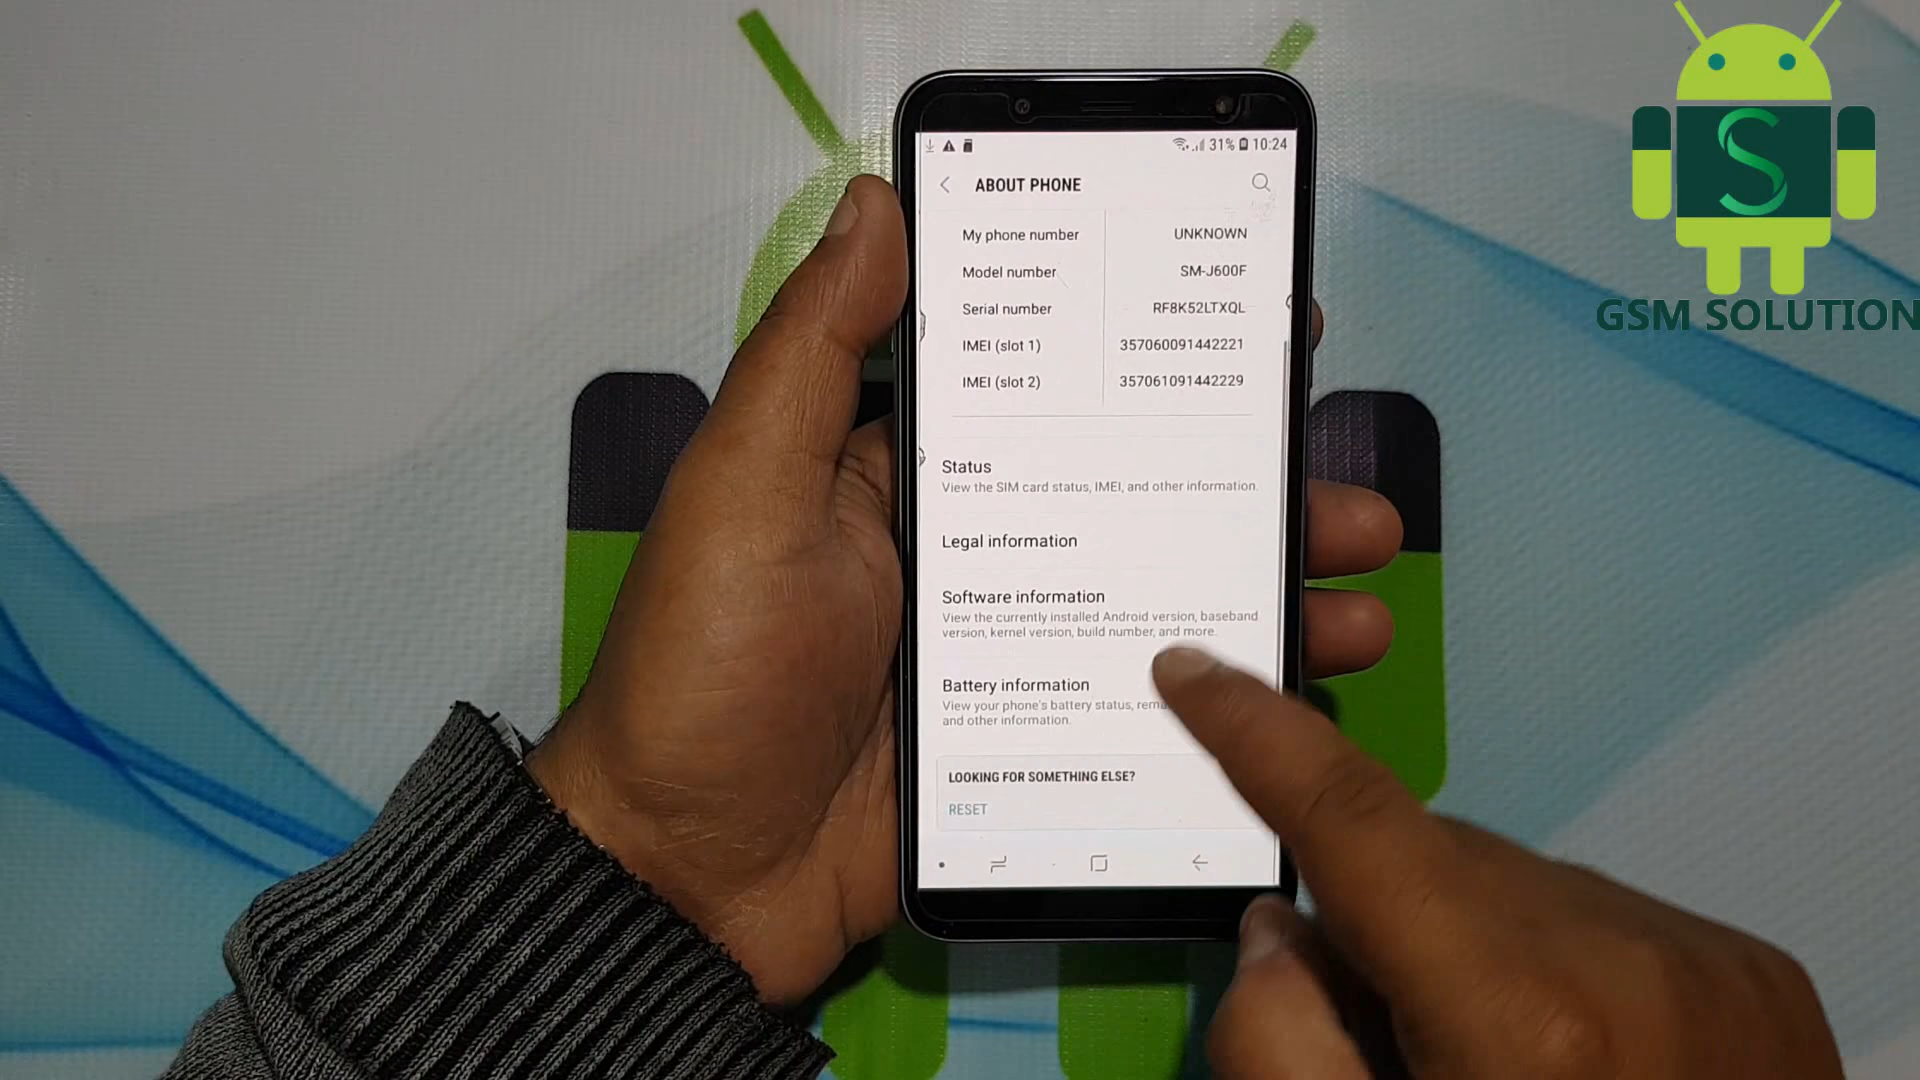 31% 10:24
ABOUT PHONE
My phone number UNKNOWN
Model number SM-J600F
Serial number RF8K52LTXQL
IMEI (slot 1) 357060091442221
IMEI (slot 2) 357061091442229
Status
View the SIM card status, IMEI, and other information.
Legal information
Software information
View the currently installed Android version, baseband
version, kernel version, build number, and more.
Battery information
View your phone's battery status,
and other information.
LOOKING FOR SOMETHING ELSE?
RESET
S
GSM SOLUTION